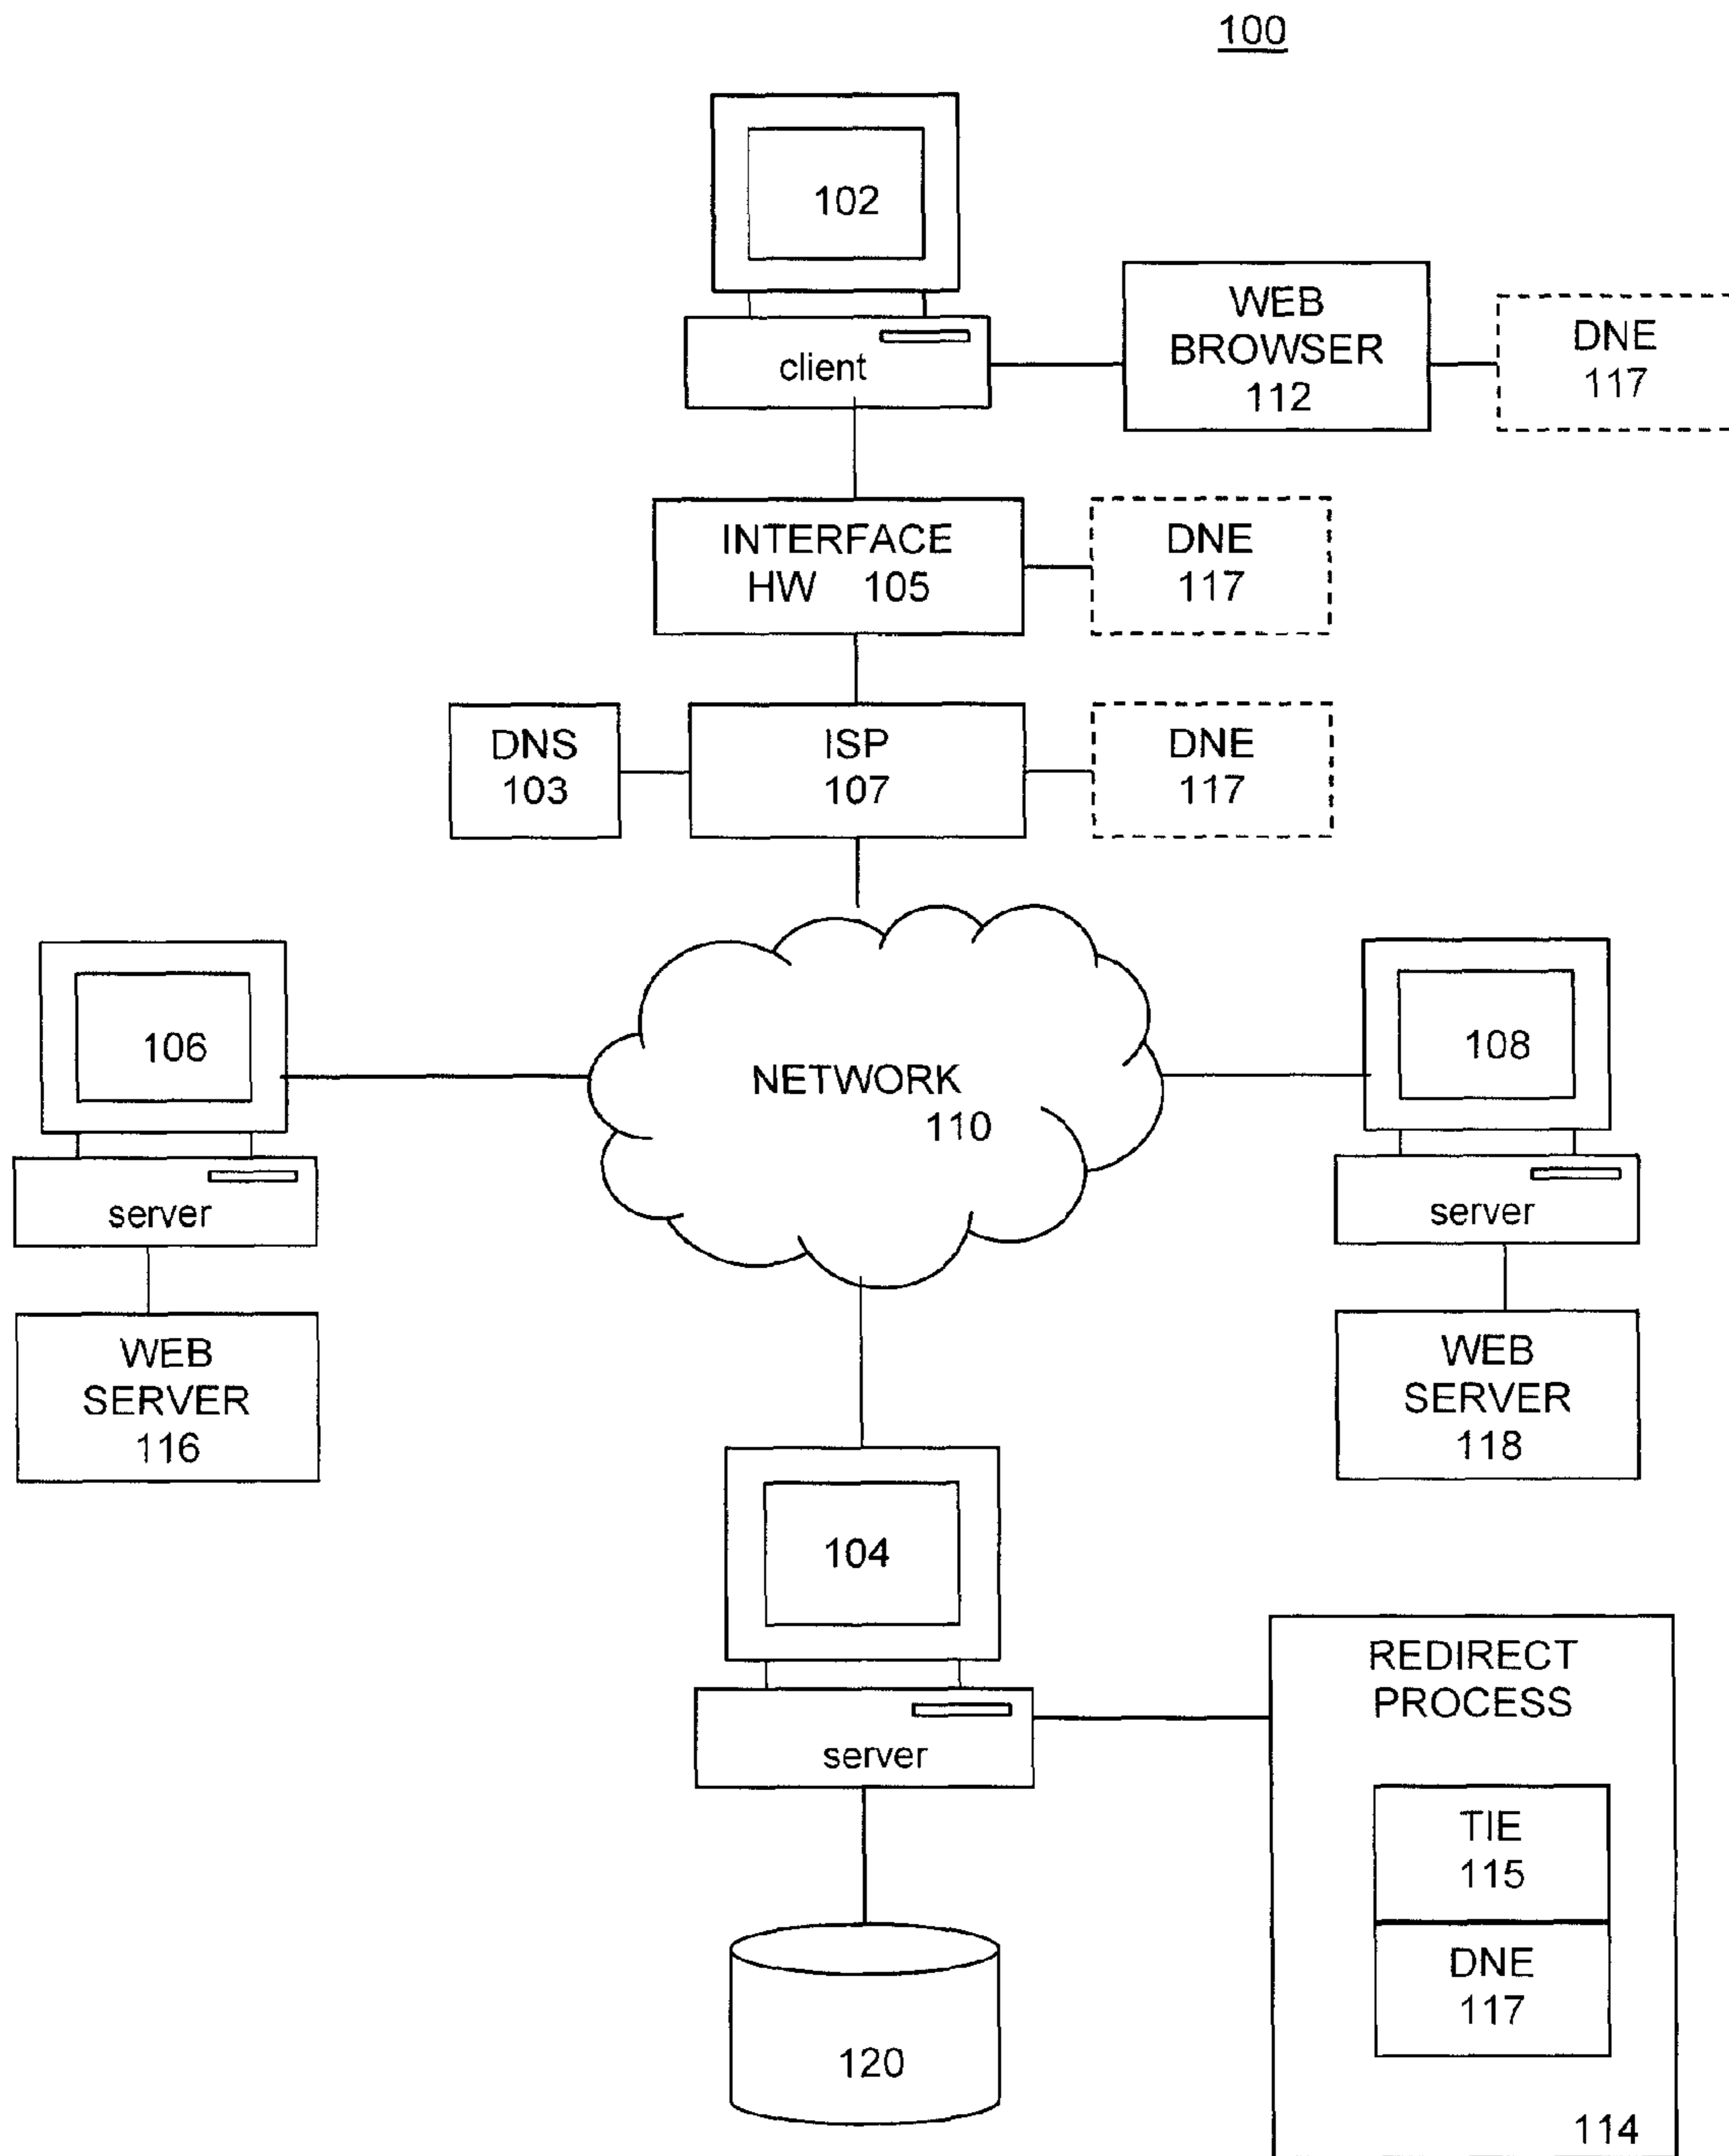 100
102
client
WEB
BROWSER
112
DNE
117
INTERFACE
HW 105
DNE
117
DNS
103
ISP
107
DNE
117
106
server
WEB
SERVER
116
NETWORK
110
108
server
WEB
SERVER
118
104
server
REDIRECT
PROCESS
TIE
115
DNE
117
114
120